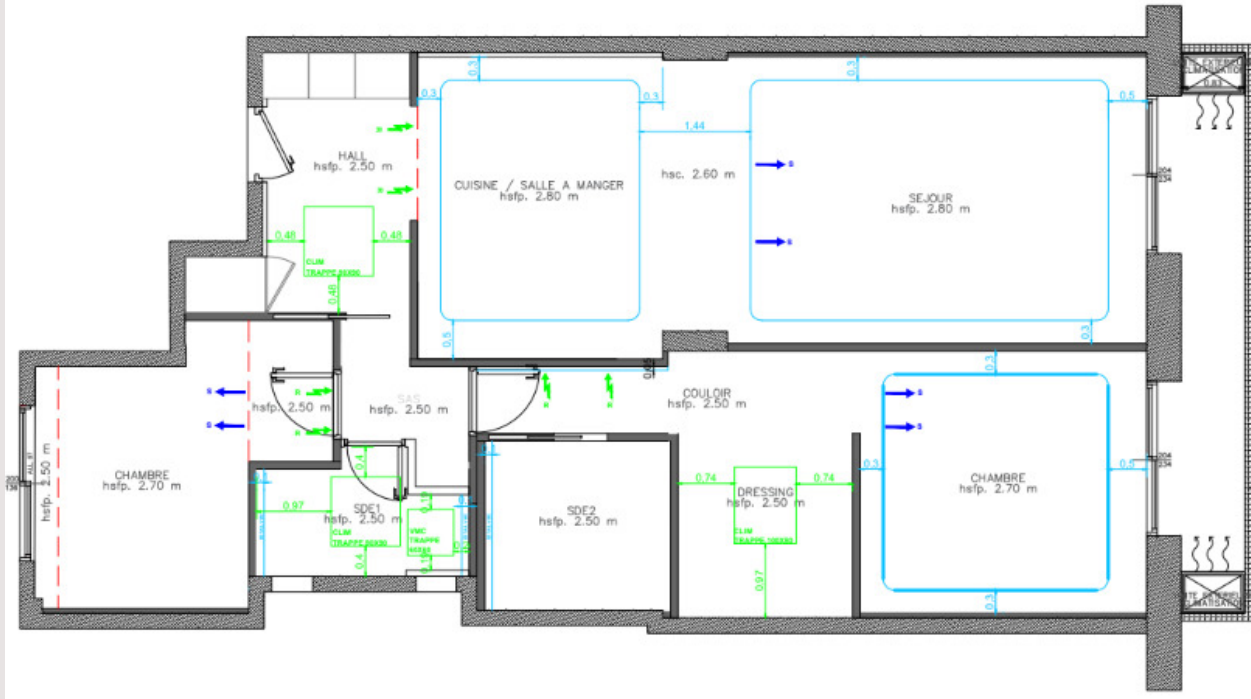 0.3
0.3
0.3
0.3
0.5
1,44
HALL
hsfp. 2.50 m
R
R
CUISINE / SALLE A MANGER
hsfp. 2.80 m
hsc. 2.60 m
S
S
SEJOUR
hsfp. 2.80 m
204
234
0.48
0.48
CLIM
0.48
0.5
0.3
S
S
R
R
hsfp. 2.50 m
SAS
hsfp. 2.50 m
R
R
COULOIR
hsfp. 2.50 m
0.3
S
S
CHAMBRE
hsfp. 2.70 m
hsfp. 2.50 m
0.97
0.4
SDE1
hsfp. 2.50 m
CLIM
0.4
VMC
TRAPPE
SDE2
hsfp. 2.50 m
0.74
0.74
DRESSING
hsfp. 2.50 m
CLIM
0.97
0.3
CHAMBRE
hsfp. 2.70 m
0.5
204
234
0.3